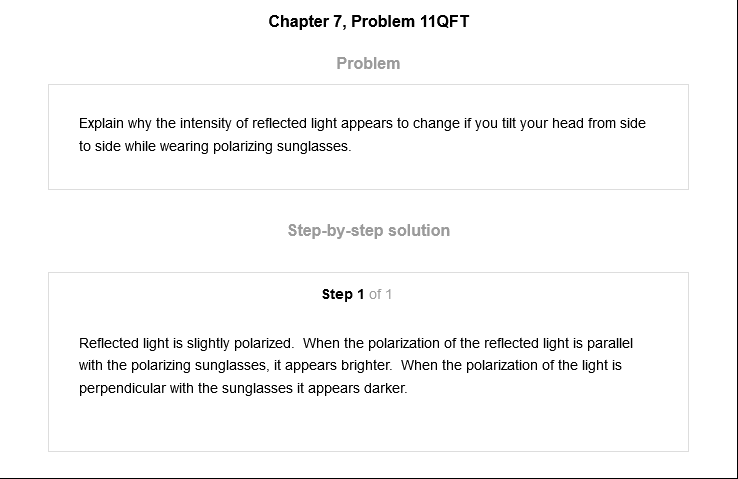 Chapter 7, Problem 11QFT
Problem
Explain why the intensity of reflected light appears to change if you tilt your head from side
to side while wearing polarizing sunglasses.
Step-by-step solution
Step 1 of 1
Reflected light is slightly polarized.  When the polarization of the reflected light is parallel
with the polarizing sunglasses, it appears brighter.  When the polarization of the light is
perpendicular with the sunglasses it appears darker.